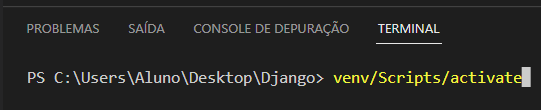 PROBLEMAS SAÍDA CONSOLE DE DEPURAÇÃO TERMINAL
PS C:\Users\Aluno\Desktop\Django> venv/Scripts/activate